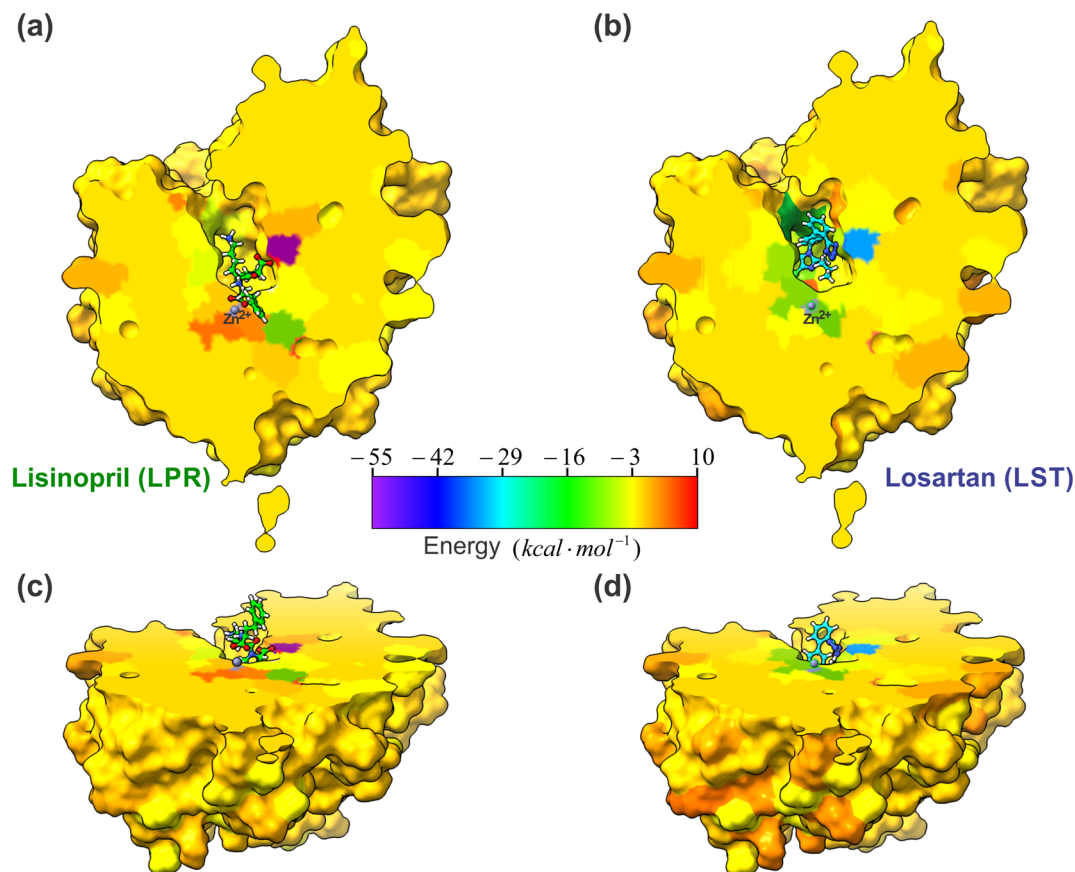 (a)
(b)
Zn²⁺
Zn²⁺
Lisinopril (LPR)
−55 −42 −29 −16 −3 10
Losartan (LST)
Energy (kcal·mol⁻¹)
(c)
(d)